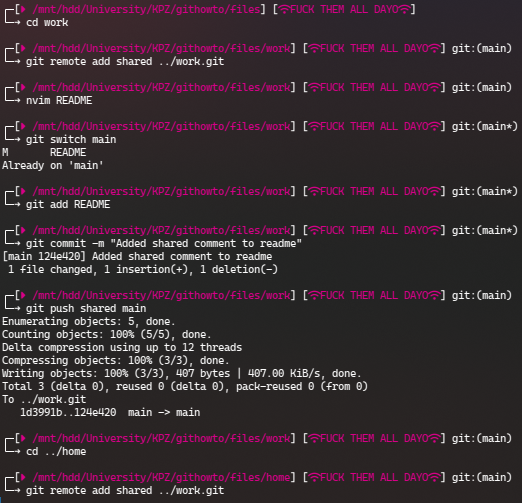 ┌─[ /mnt/hdd/University/KPZ/githowto/files] [FUCK THEM ALL DAYO]
└─➝ cd work
┌─[ /mnt/hdd/University/KPZ/githowto/files/work] [FUCK THEM ALL DAYO] git:(main)
└─➝ git remote add shared ../work.git
┌─[ /mnt/hdd/University/KPZ/githowto/files/work] [FUCK THEM ALL DAYO] git:(main)
└─➝ nvim README
┌─[ /mnt/hdd/University/KPZ/githowto/files/work] [FUCK THEM ALL DAYO] git:(main*)
└─➝ git switch main
M       README
Already on 'main'
┌─[ /mnt/hdd/University/KPZ/githowto/files/work] [FUCK THEM ALL DAYO] git:(main*)
└─➝ git add README
┌─[ /mnt/hdd/University/KPZ/githowto/files/work] [FUCK THEM ALL DAYO] git:(main*)
└─➝ git commit -m "Added shared comment to readme"
[main 124e420] Added shared comment to readme
 1 file changed, 1 insertion(+), 1 deletion(-)
┌─[ /mnt/hdd/University/KPZ/githowto/files/work] [FUCK THEM ALL DAYO] git:(main)
└─➝ git push shared main
Enumerating objects: 5, done.
Counting objects: 100% (5/5), done.
Delta compression using up to 12 threads
Compressing objects: 100% (3/3), done.
Writing objects: 100% (3/3), 407 bytes | 407.00 KiB/s, done.
Total 3 (delta 0), reused 0 (delta 0), pack-reused 0 (from 0)
To ../work.git
   1d3991b..124e420  main -> main
┌─[ /mnt/hdd/University/KPZ/githowto/files/work] [FUCK THEM ALL DAYO] git:(main)
└─➝ cd ../home
┌─[ /mnt/hdd/University/KPZ/githowto/files/home] [FUCK THEM ALL DAYO] git:(main)
└─➝ git remote add shared ../work.git